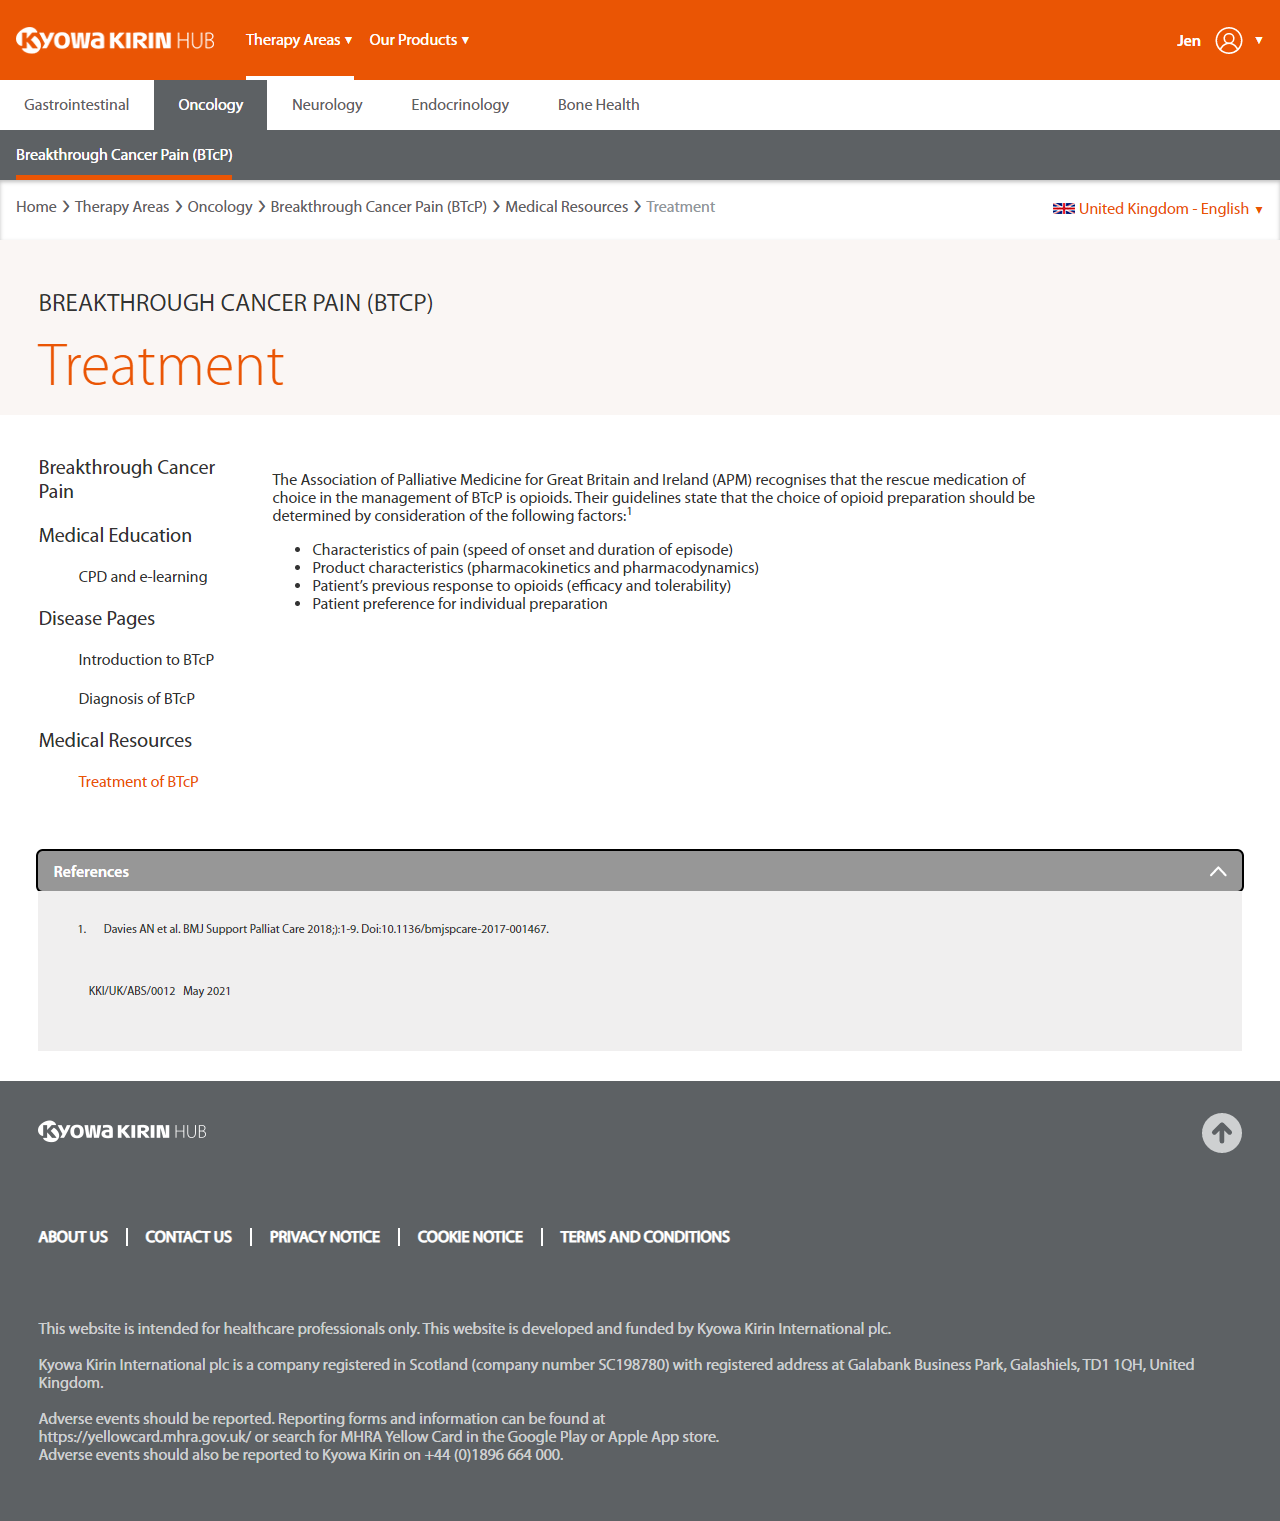 KYOWA KIRIN HUB
Therapy Areas ▼ Our Products ▼
Jen ▼
Gastrointestinal Oncology Neurology Endocrinology Bone Health
Breakthrough Cancer Pain (BTcP)
Home > Therapy Areas > Oncology > Breakthrough Cancer Pain (BTcP) > Medical Resources > Treatment
United Kingdom - English ▼
BREAKTHROUGH CANCER PAIN (BTCP)
Treatment
Breakthrough Cancer
Pain
Medical Education
CPD and e-learning
Disease Pages
Introduction to BTcP
Diagnosis of BTcP
Medical Resources
Treatment of BTcP
The Association of Palliative Medicine for Great Britain and Ireland (APM) recognises that the rescue medication of
choice in the management of BTcP is opioids. Their guidelines state that the choice of opioid preparation should be
determined by consideration of the following factors:1
• Characteristics of pain (speed of onset and duration of episode)
• Product characteristics (pharmacokinetics and pharmacodynamics)
• Patient’s previous response to opioids (efficacy and tolerability)
• Patient preference for individual preparation
References
1. Davies AN et al. BMJ Support Palliat Care 2018;):1-9. Doi:10.1136/bmjspcare-2017-001467.
KKI/UK/ABS/0012 May 2021
KYOWA KIRIN HUB
ABOUT US | CONTACT US | PRIVACY NOTICE | COOKIE NOTICE | TERMS AND CONDITIONS
This website is intended for healthcare professionals only. This website is developed and funded by Kyowa Kirin International plc.
Kyowa Kirin International plc is a company registered in Scotland (company number SC198780) with registered address at Galabank Business Park, Galashiels, TD1 1QH, United
Kingdom.
Adverse events should be reported. Reporting forms and information can be found at
https://yellowcard.mhra.gov.uk/ or search for MHRA Yellow Card in the Google Play or Apple App store.
Adverse events should also be reported to Kyowa Kirin on +44 (0)1896 664 000.